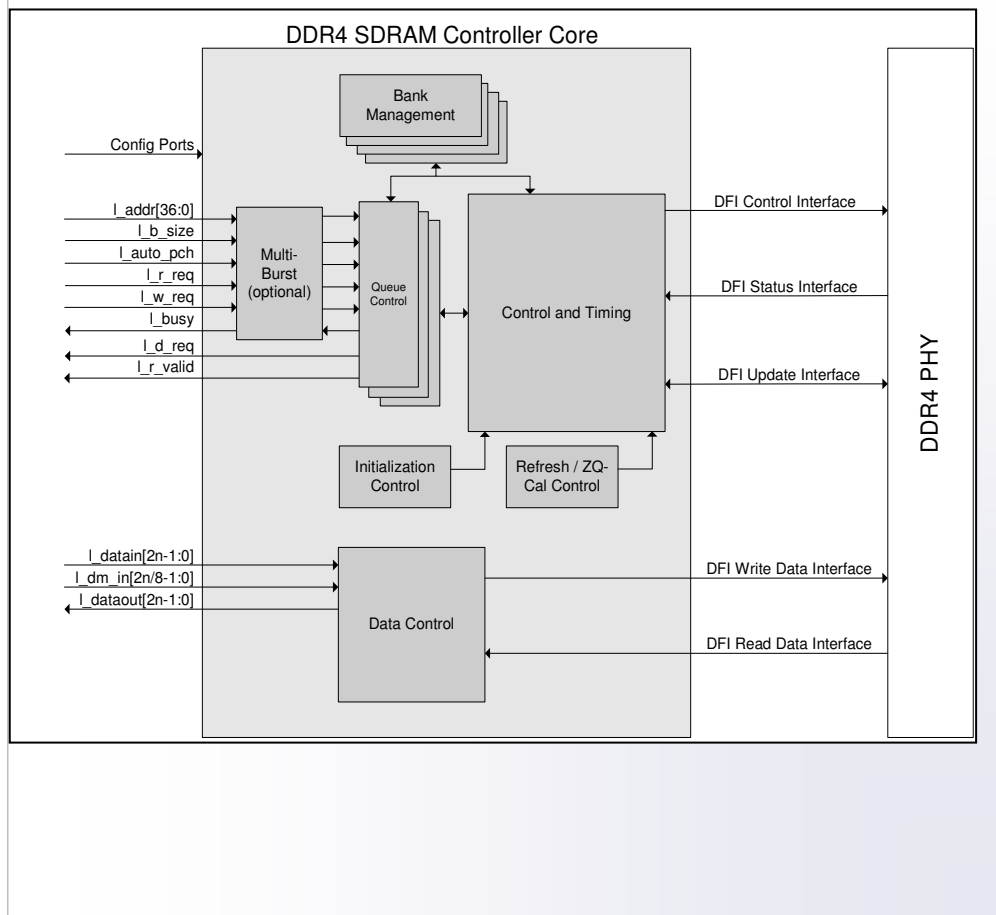 DDR4 SDRAM Controller Core
Bank
Management
Config Ports
l_addr[36:0]
l_b_size
l_auto_pch
l_r_req
l_w_req
l_busy
l_d_req
l_r_valid
Multi-
Burst
(optional)
Queue
Control
Control and Timing
DFI Control Interface
DFI Status Interface
DFI Update Interface
DDR4 PHY
Initialization
Control
Refresh / ZQ-
Cal Control
l_datain[2n-1:0]
l_dm_in[2n/8-1:0]
l_dataout[2n-1:0]
Data Control
DFI Write Data Interface
DFI Read Data Interface